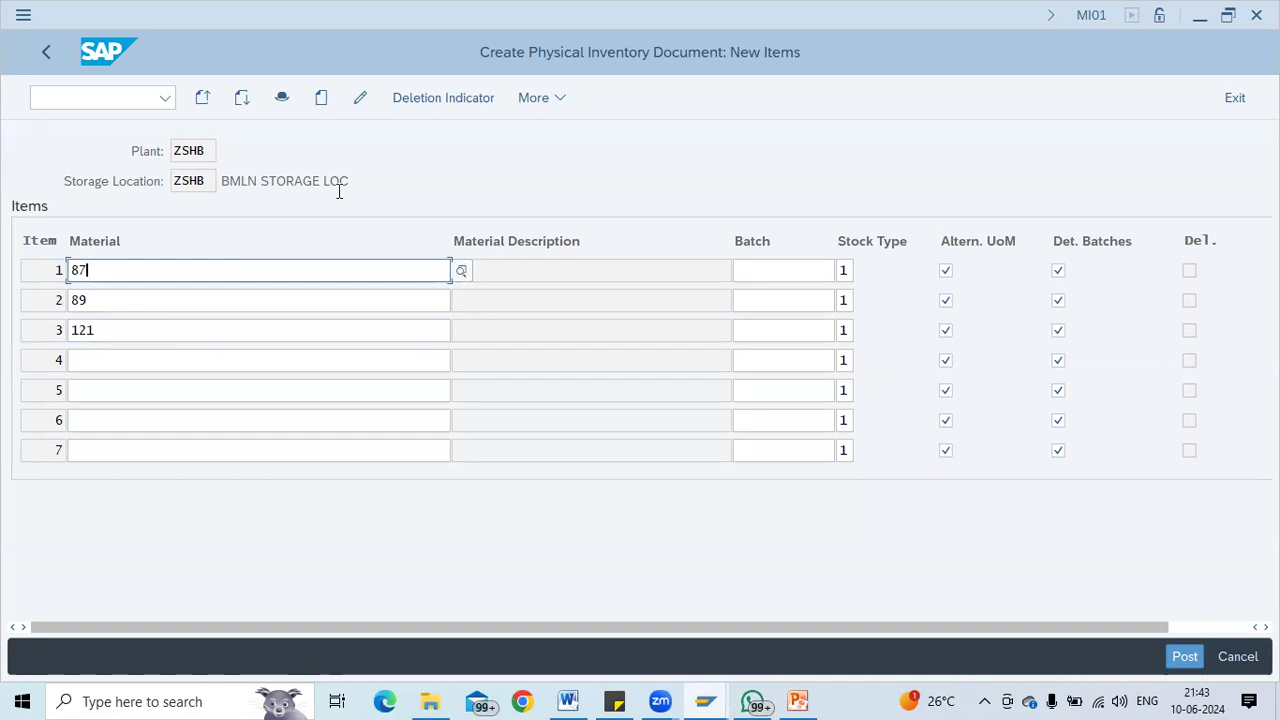 MI01
SAP
Create Physical Inventory Document: New Items
Deletion Indicator
More
Exit
Plant: ZSHB
Storage Location: ZSHB BMLN STORAGE LOC
Items
Item Material Material Description Batch Stock Type Altern. UoM Det. Batches Del.
1 87 1
2 89 1
3 121 1
4 1
5 1
6 1
7 1
Post
Cancel
Type here to search
99+
99+
1
26°C
ENG
21:43
10-06-2024